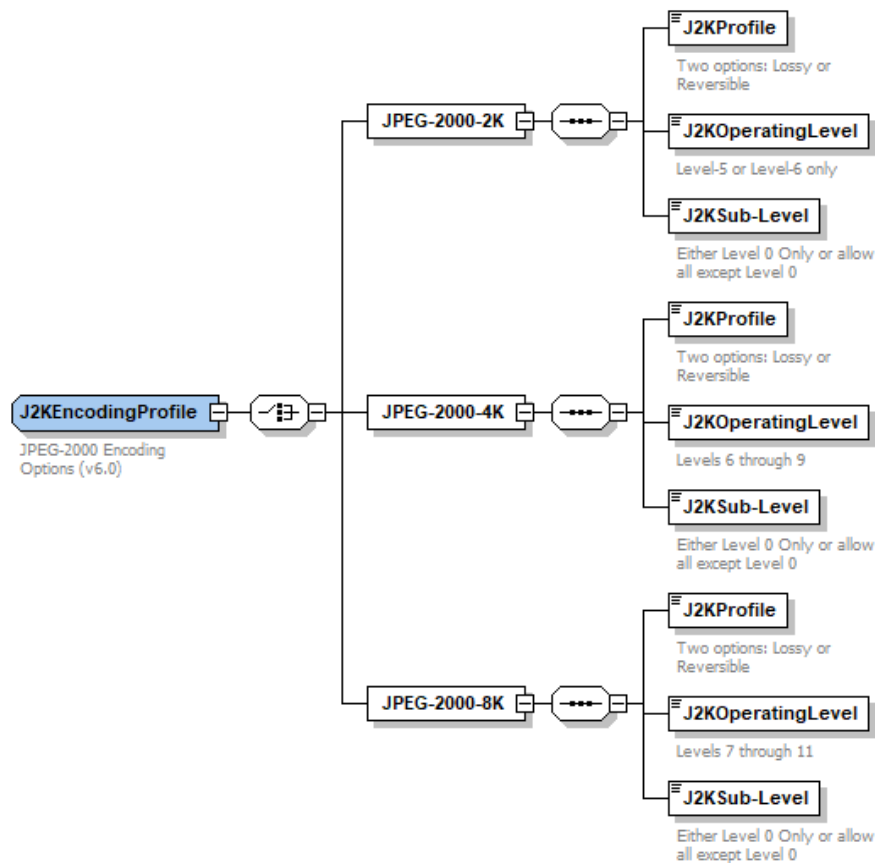 J2KProfile
Two options: Lossy or
Reversible
JPEG-2000-2K
J2KOperatingLevel
Level-5 or Level-6 only
J2KSub-Level
Either Level 0 Only or allow
all except Level 0
J2KProfile
Two options: Lossy or
Reversible
J2KEncodingProfile
JPEG-2000 Encoding
Options (v6.0)
JPEG-2000-4K
J2KOperatingLevel
Levels 6 through 9
J2KSub-Level
Either Level 0 Only or allow
all except Level 0
J2KProfile
Two options: Lossy or
Reversible
JPEG-2000-8K
J2KOperatingLevel
Levels 7 through 11
J2KSub-Level
Either Level 0 Only or allow
all except Level 0